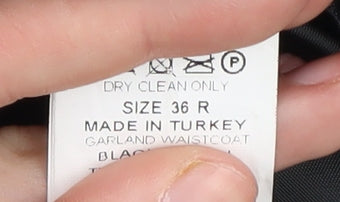 P
DRY CLEAN ONLY
SIZE 36 R
MADE IN TURKEY
GARLAND WAISTCOAT